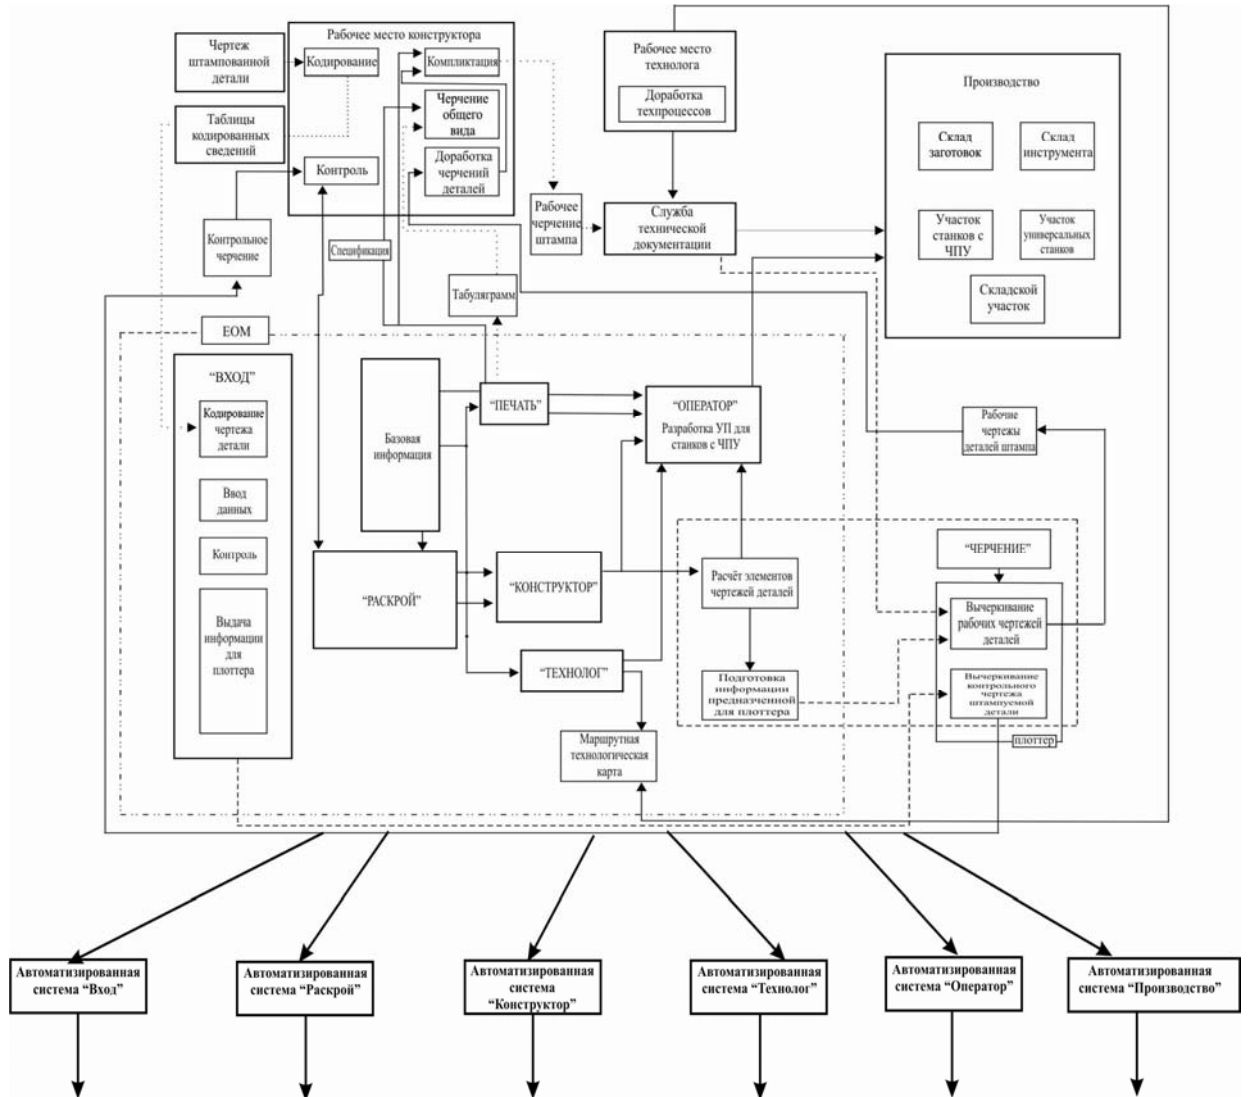 Чертеж
штампованной
детали
Таблицы
кодированных
сведений
Рабочее место конструктора
Кодирование
Компликтация
Черчение
общего
вида
Доработка
черчений
деталей
Контроль
Контрольное
черчение
Спецификация
Табуляграмм
Рабочее
черчение
штампа
Рабочее место
технолога
Доработка
техпроцессов
Служба
технической
документации
Производство
Склад
заготовок
Склад
инструмента
Участок
станков с
ЧПУ
Участок
универсальных
станков
Складской
участок
ЕОМ
“ВХОД”
Кодирование
чертежа
детали
Ввод
данных
Контроль
Выдача
информации
для
плоттера
Базовая
информация
“ПЕЧАТЬ”
“ОПЕРАТОР”
Разработка УП для
станков с ЧПУ
Рабочие
чертежы
деталей штампа
“РАСКРОЙ”
“КОНСТРУКТОР”
“ТЕХНОЛОГ”
Расчёт элементов
чертежей деталей
Подготовка
информации
предназченной
для плоттера
“ЧЕРЧЕНИЕ”
Вычеркивание
рабочих чертежей
деталей
Вычеркивание
контрольного
чертежа
штампуемой
детали
плоттер
Маршрутная
технологическая
карта
Автоматизированная
система “Вход”
Автоматизированная
система “Раскрой”
Автоматизированная
система
“Конструктор”
Автоматизированная
система “Технолог”
Автоматизированная
система “Оператор”
Автоматизированная
система “Производство”